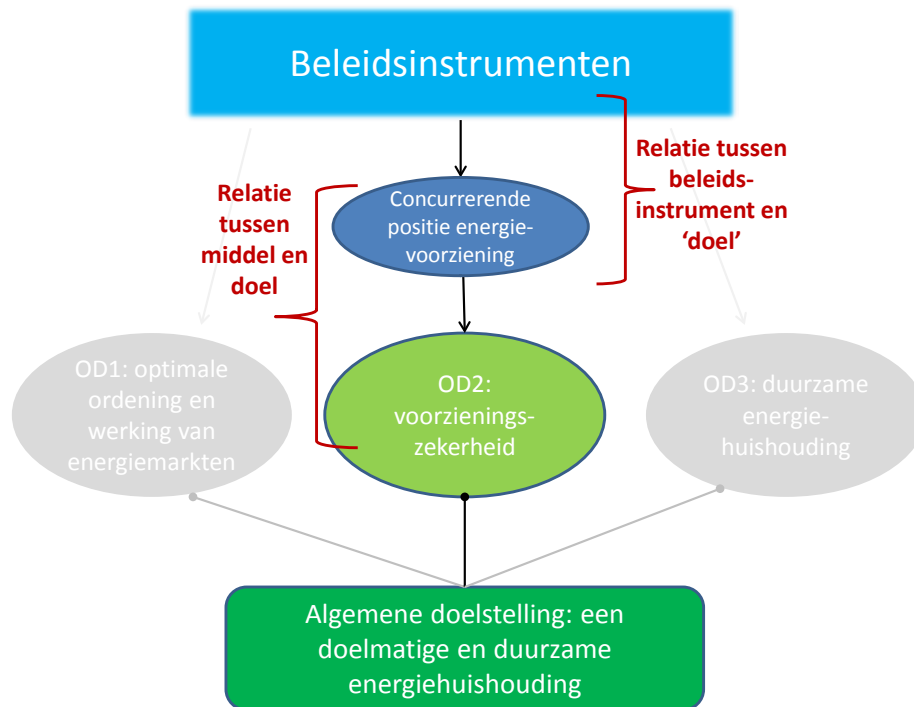 Beleidsinstrumenten
Relatie tussen
beleids-
instrument en
‘doel’
Relatie
tussen
middel en
doel
Concurrerende
positie energie-
voorziening
OD1: optimale
ordening en
werking van
energiemarkten
OD2:
voorzienings-
zekerheid
OD3: duurzame
energie-
huishouding
Algemene doelstelling: een
doelmatige en duurzame
energiehuishouding